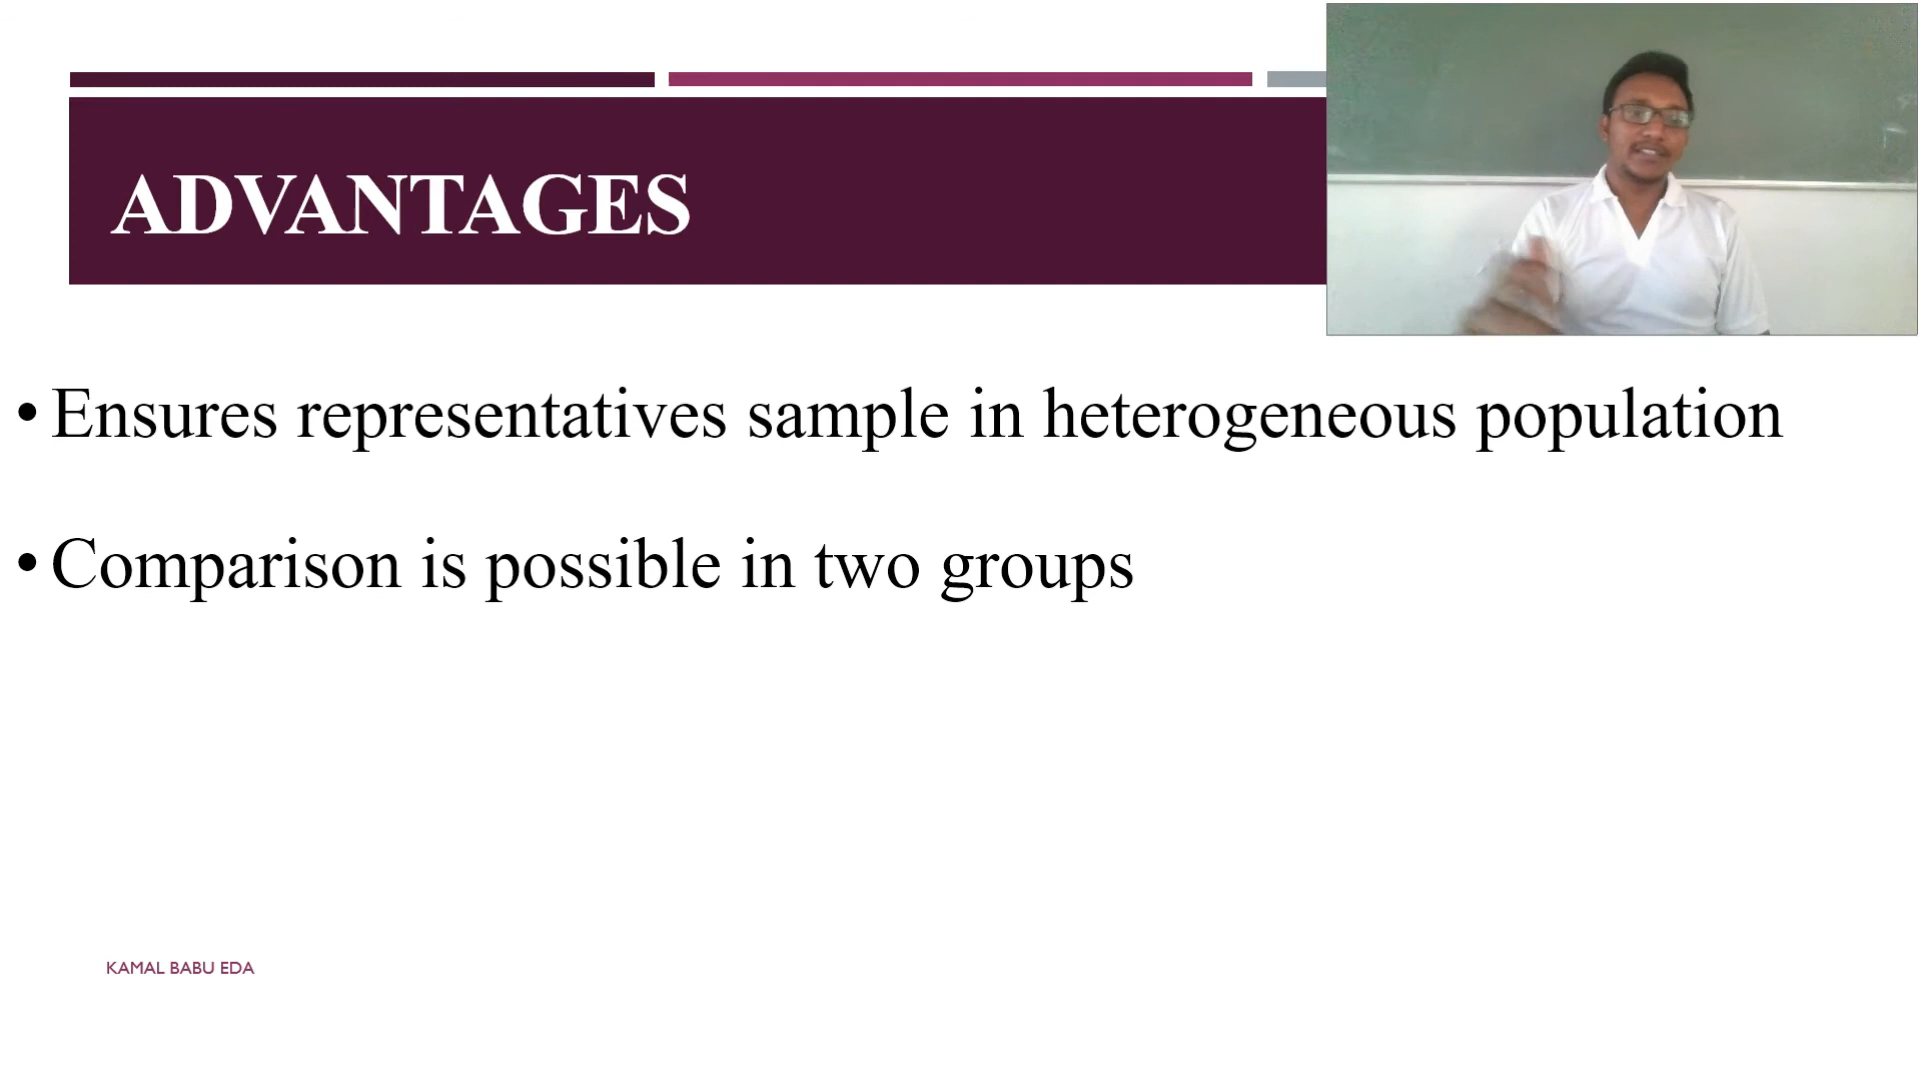 ADVANTAGES
• Ensures representatives sample in heterogeneous population
• Comparison is possible in two groups
KAMAL BABU EDA